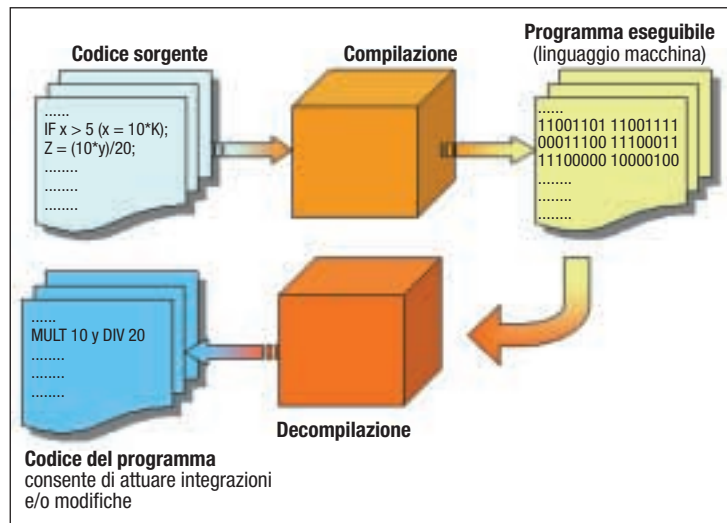 Codice sorgente
Compilazione
Programma eseguibile
(linguaggio macchina)
......
IF x > 5 (x = 10*K);
Z = (10*y)/20;
........
........
........
......
11001101 11001111
00011100 11100011
11100000 10000100
........
........
........
......
MULT 10 y DIV 20
........
........
........
Decompilazione
Codice del programma
consente di attuare integrazioni
e/o modifiche